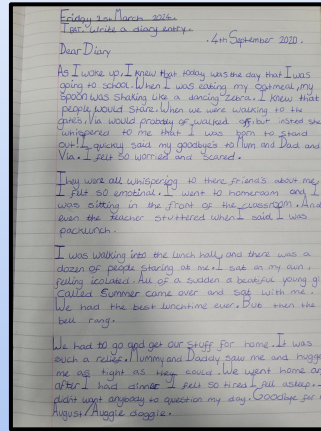 Friday 1st March 2024.
TBAT: write a diary entry.
4th September 2020.
Dear Diary
As I woke up, I knew that today was the day that I was
going to school. When I was eating my oatmeal, my
spoon was shaking like a dancing zebra. I knew that
people would stare. When we were walking to the
gates, Via would probably of walked off, but insted she
whispered to me that I was born to stand
out! I quickly said my goodbye's to Mum and Dad and
Via. I felt so worried and scared.
They were all whispering to there friend's about me,
I felt so emotinal. I went to homeroom and I
was sitting in the front of the classroom. And
even the teacher stuttered when I said I was
packlunch.
I was walking into the lunch hall, and there was a
dozen of people staring at me. I sat on my own,
feeling icolated. All of a sudden a beatiful young gi
called Summer came over and sat with me.
We had the best lunchtime ever. But then the
bell rang.
We had to go and get our stuff for home. It was
such a relief. Mummy and Daddy saw me and hugge
me as tight as they could. We went home an
after I had dinner I felt so tired I fell asleep.
didn't want anybody to question my day. Goodbye for
August/Auggie doggie.